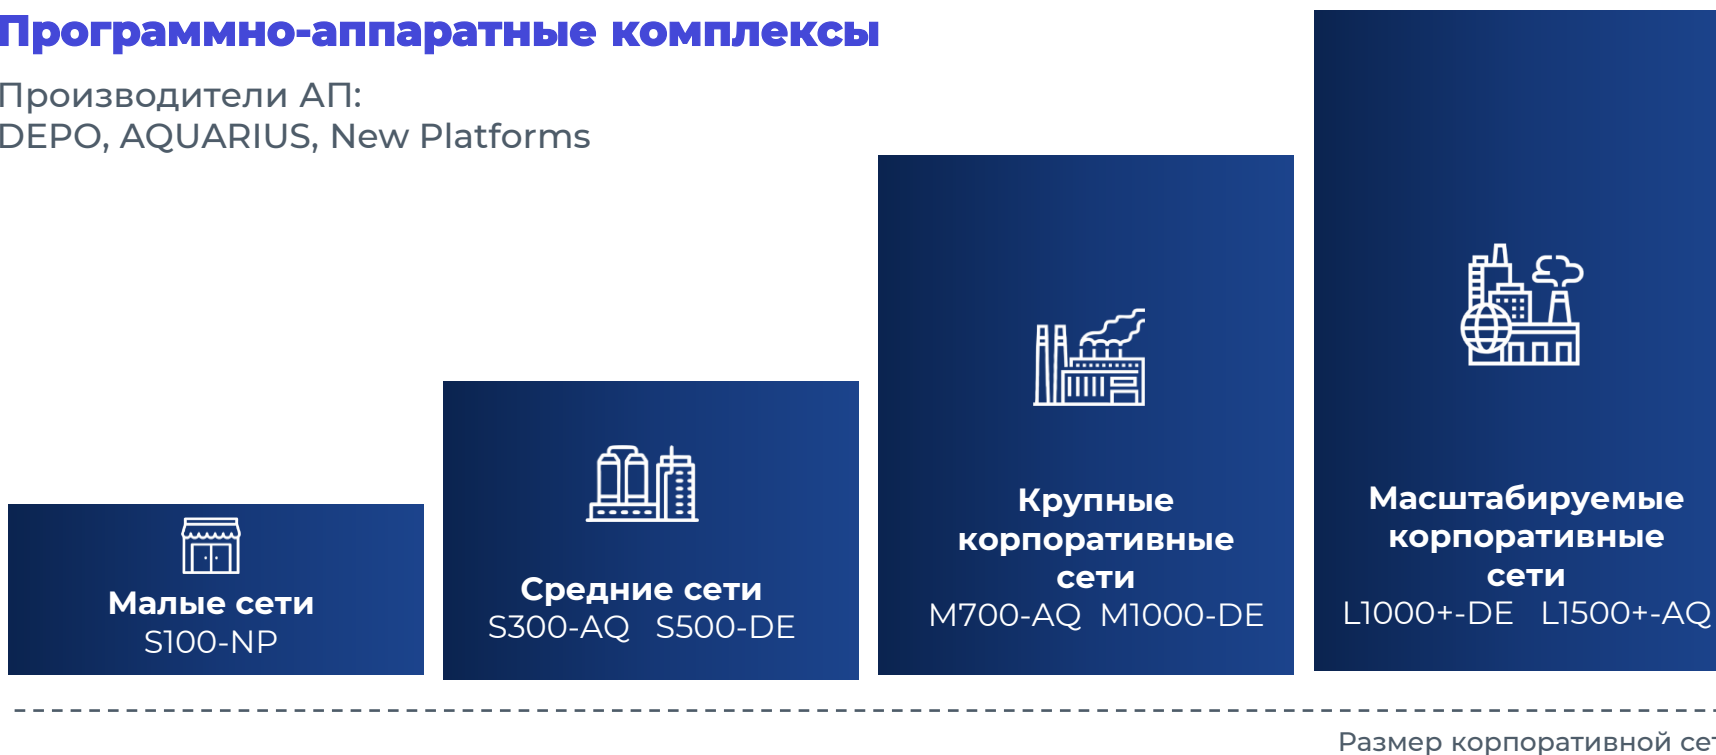 Программно-аппаратные комплексы
Производители АП:
DEPO, AQUARIUS, New Platforms
Малые сети
S100-NP
Средние сети
S300-AQ S500-DE
Крупные
корпоративные
сети
M700-AQ M1000-DE
Масштабируемые
корпоративные
сети
L1000+-DE L1500+-AQ
Размер корпоративной